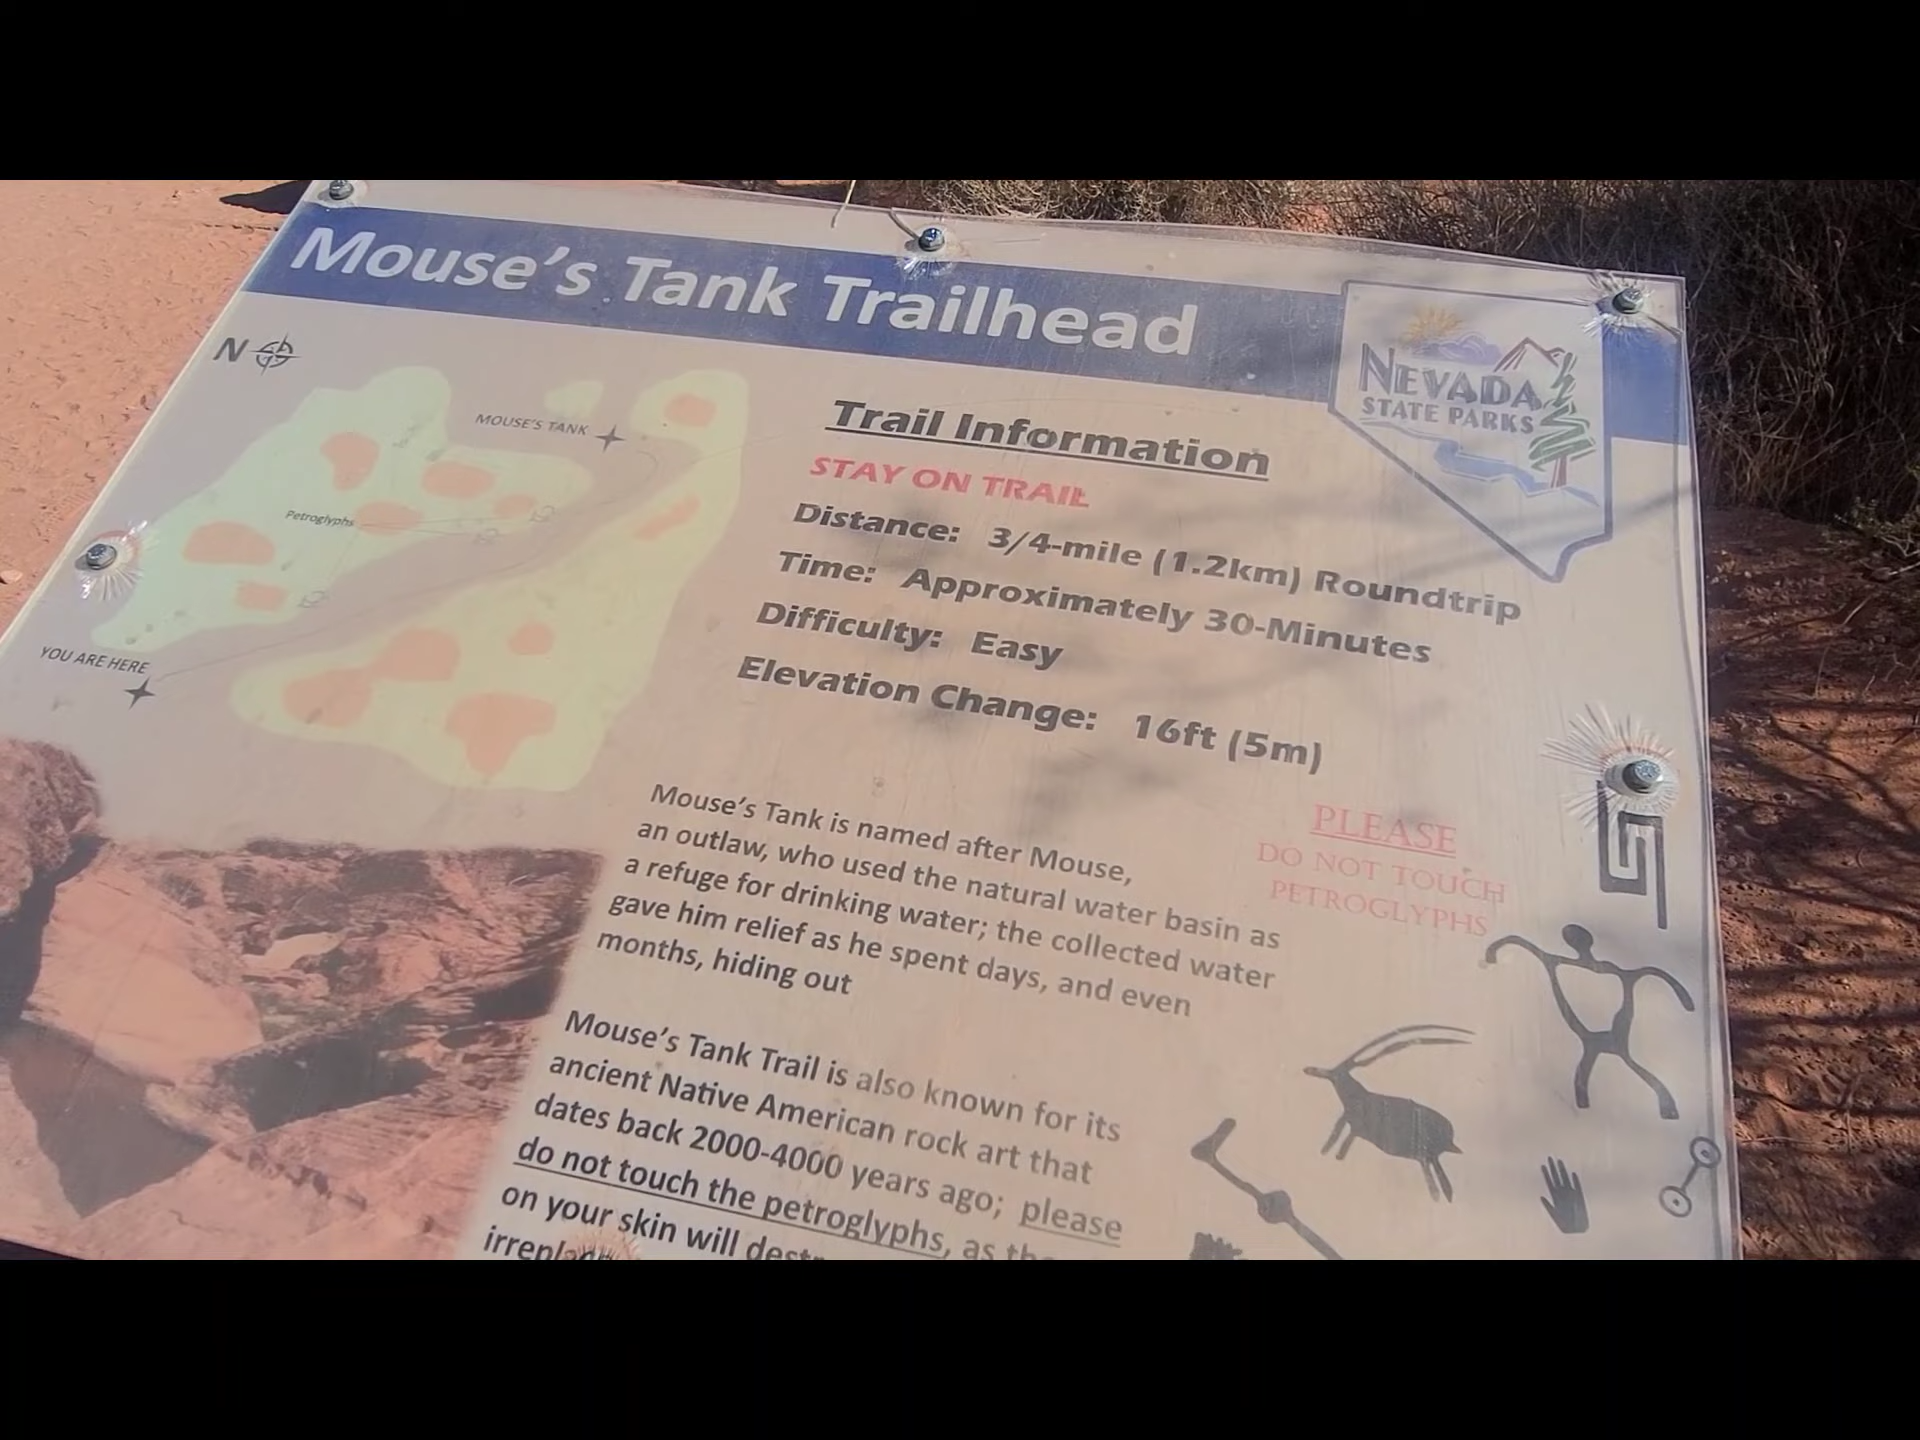 Mouse's Tank Trailhead
NEVADA
STATE PARKS
N
MOUSE'S TANK
Petroglyphs
YOU ARE HERE
Trail Information
STAY ON TRAIL
Distance: 3/4-mile (1.2km) Roundtrip
Time: Approximately 30-Minutes
Difficulty: Easy
Elevation Change: 16ft (5m)
Mouse's Tank is named after Mouse,
an outlaw, who used the natural water basin as
a refuge for drinking water; the collected water
gave him relief as he spent days, and even
months, hiding out
PLEASE
DO NOT TOUCH
PETROGLYPHS
Mouse's Tank Trail is also known for its
ancient Native American rock art that
dates back 2000-4000 years ago; please
do not touch the petroglyphs, as
on your skin will